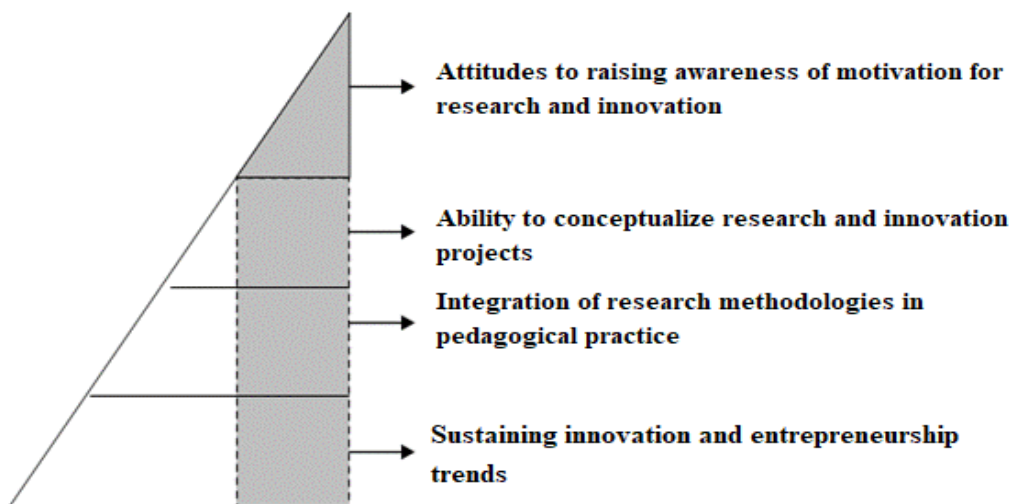 Attitudes to raising awareness of motivation for
research and innovation
Ability to conceptualize research and innovation
projects
Integration of research methodologies in
pedagogical practice
Sustaining innovation and entrepreneurship
trends